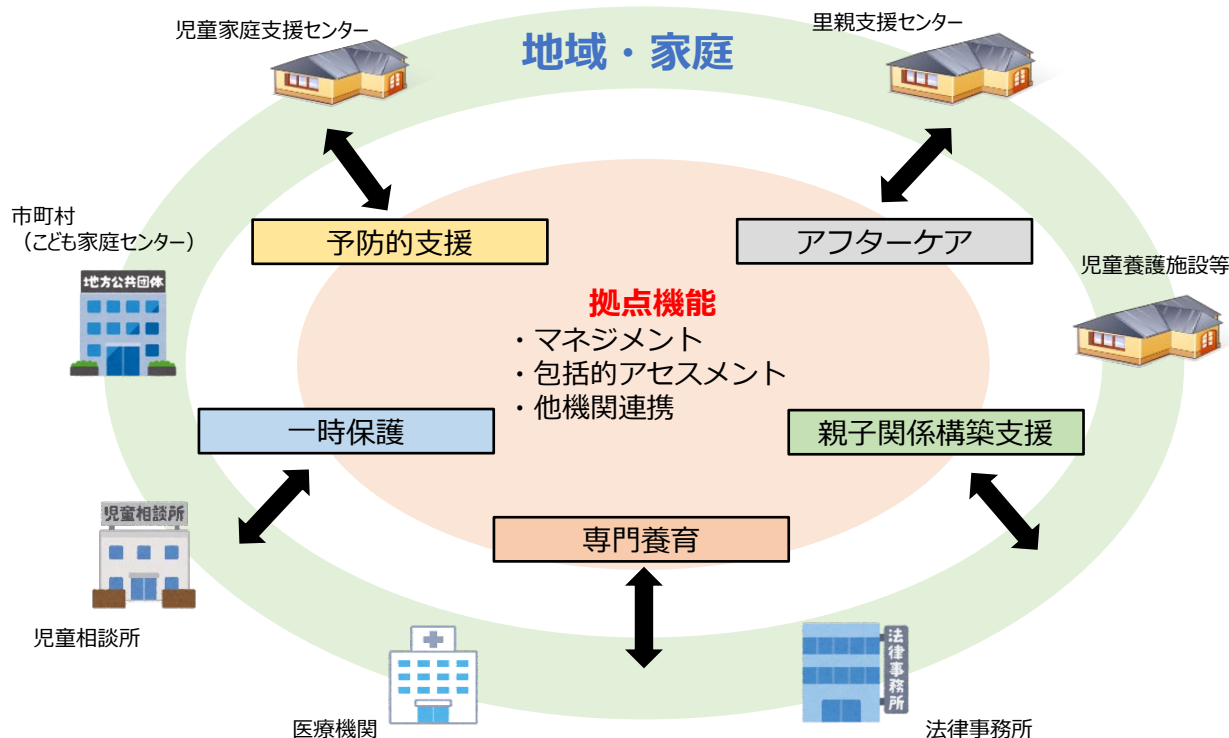 児童家庭支援センター
地域・家庭
里親支援センター
市町村
（こども家庭センター）
地方公共団体
予防的支援
アフターケア
児童養護施設等
拠点機能
・マネジメント
・包括的アセスメント
・他機関連携
一時保護
親子関係構築支援
児童相談所
専門養育
児童相談所
医療機関
法律事務所
法律事務所